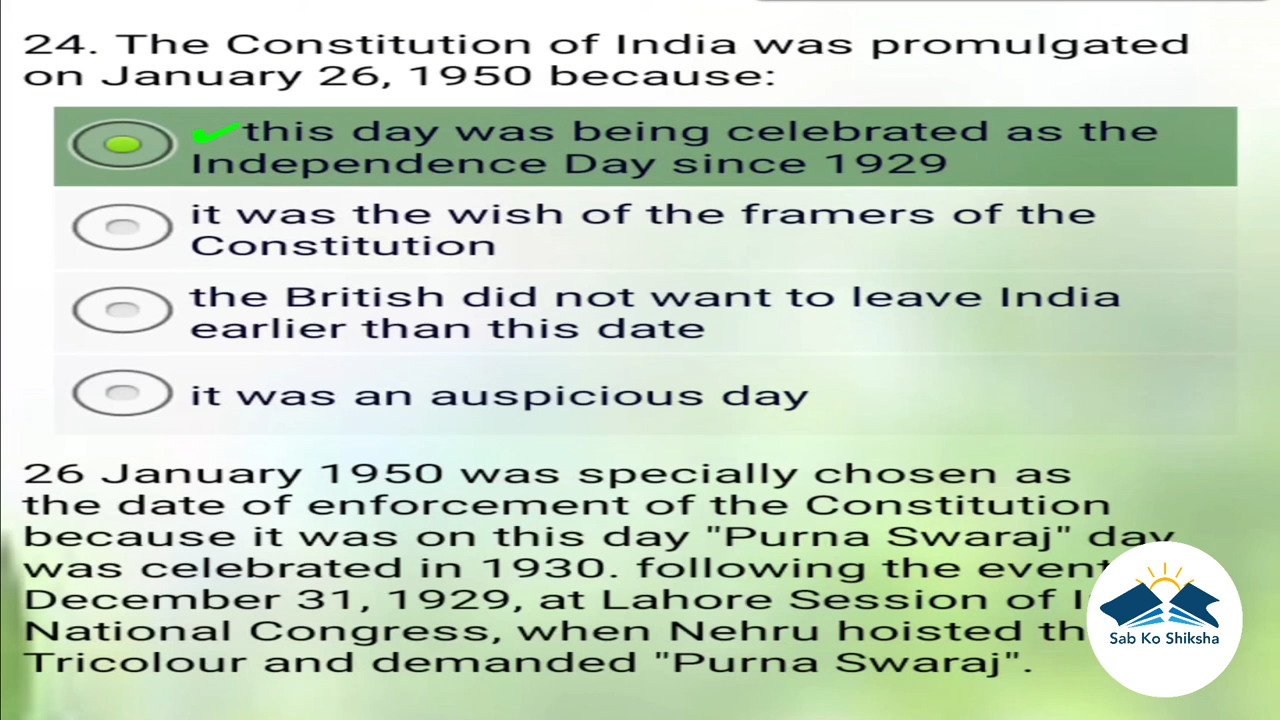 24. The Constitution of India was promulgated
on January 26, 1950 because:
✔this day was being celebrated as the
Independence Day since 1929
it was the wish of the framers of the
Constitution
the British did not want to leave India
earlier than this date
it was an auspicious day
26 January 1950 was specially chosen as
the date of enforcement of the Constitution
because it was on this day "Purna Swaraj" day
was celebrated in 1930. following the
December 31, 1929, at Lahore Session of
National Congress, when Nehru hoisted
Tricolour and demanded "Purna Swaraj".
Sab Ko Shiksha